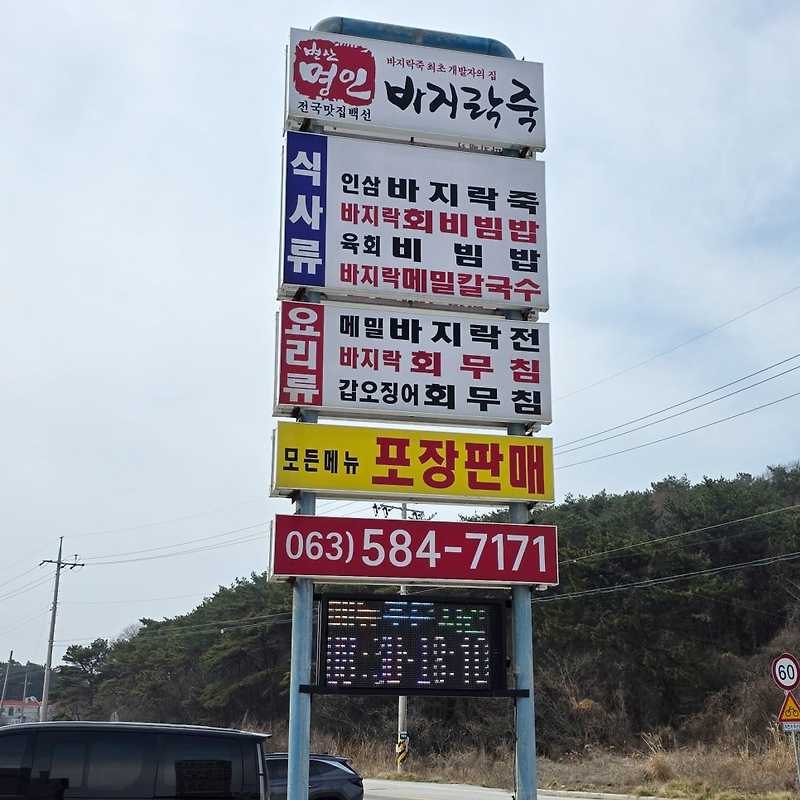 변산
명인
전국맛집백선
바지락죽 최초 개발자의 집
바지락죽
식사류
인삼 바지락죽
바지락 회비빔밥
육회 비빔밥
바지락 메밀칼국수
요리류
메밀 바지락전
바지락 회무침
갑오징어 회무침
모든메뉴 포장판매
063) 584-7171
60